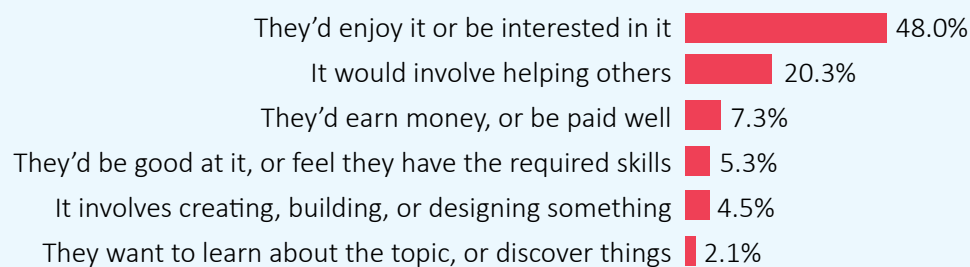 They’d enjoy it or be interested in it 48.0%
It would involve helping others 20.3%
They’d earn money, or be paid well 7.3%
They’d be good at it, or feel they have the required skills 5.3%
It involves creating, building, or designing something 4.5%
They want to learn about the topic, or discover things 2.1%